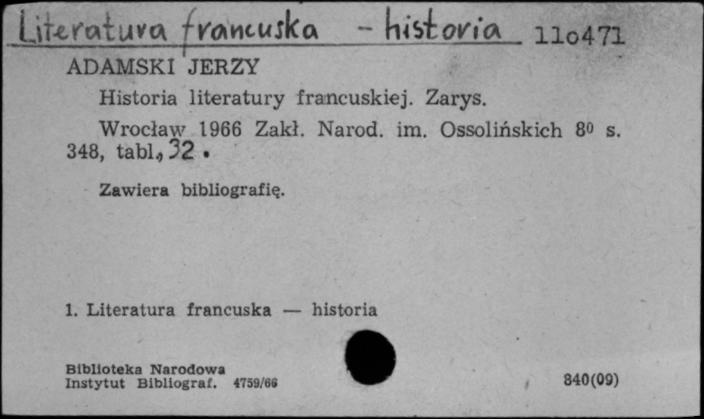 Literatura francuska - historia 110471
ADAMSKI JERZY
Historia literatury francuskiej. Zarys.
Wrocław 1966 Zakł. Narod. im. Ossolińskich 8⁰ s.
348, tabl., 32.
Zawiera bibliografię.
1. Literatura francuska — historia
Biblioteka Narodowa
Instytut Bibliograf. 4759/66 840(09)